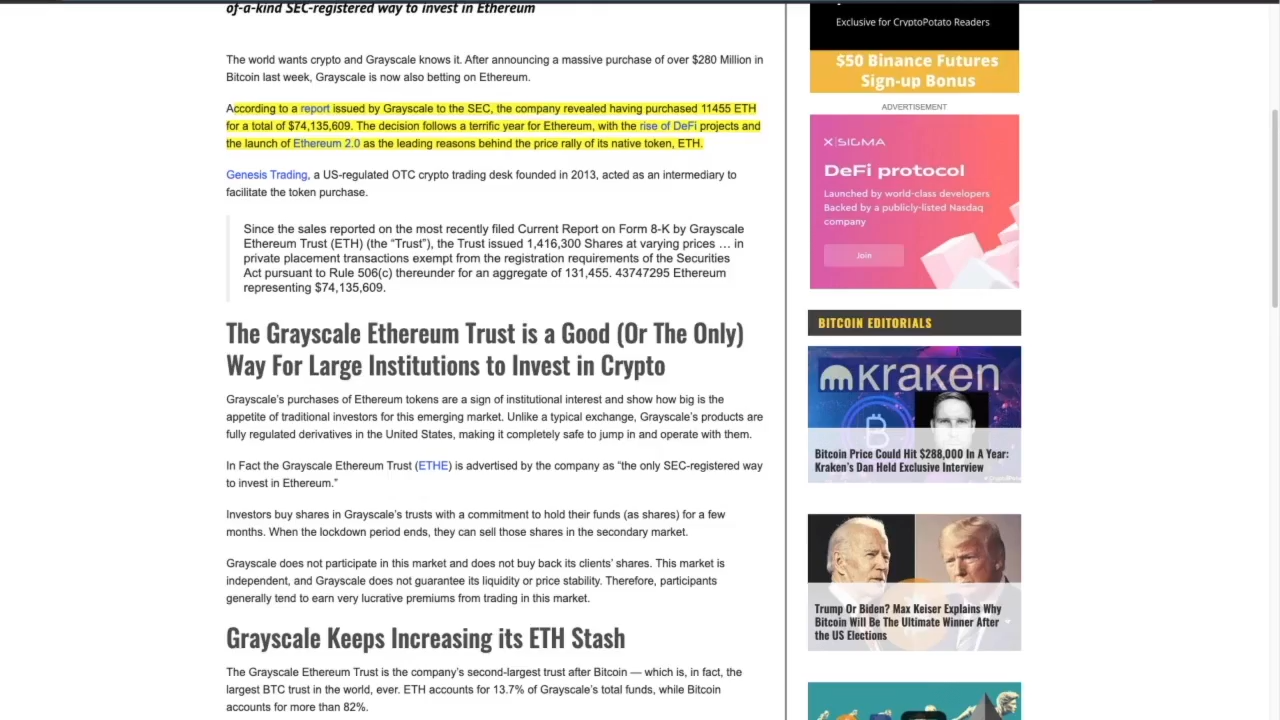 of-a-kind SEC-registered way to invest in Ethereum
The world wants crypto and Grayscale knows it. After announcing a massive purchase of over $280 Million in
Bitcoin last week, Grayscale is now also betting on Ethereum.
According to a report issued by Grayscale to the SEC, the company revealed having purchased 11455 ETH
for a total of $74,135,609. The decision follows a terrific year for Ethereum, with the rise of DeFi projects and
the launch of Ethereum 2.0 as the leading reasons behind the price rally of its native token, ETH.
Genesis Trading, a US-regulated OTC crypto trading desk founded in 2013, acted as an intermediary to
facilitate the token purchase.
Since the sales reported on the most recently filed Current Report on Form 8-K by Grayscale
Ethereum Trust (ETH) (the “Trust”), the Trust issued 1,416,300 Shares at varying prices … in
private placement transactions exempt from the registration requirements of the Securities
Act pursuant to Rule 506(c) thereunder for an aggregate of 131,455. 43747295 Ethereum
representing $74,135,609.
The Grayscale Ethereum Trust is a Good (Or The Only)
Way For Large Institutions to Invest in Crypto
Grayscale’s purchases of Ethereum tokens are a sign of institutional interest and show how big is the
appetite of traditional investors for this emerging market. Unlike a typical exchange, Grayscale’s products are
fully regulated derivatives in the United States, making it completely safe to jump in and operate with them.
In Fact the Grayscale Ethereum Trust (ETHE) is advertised by the company as “the only SEC-registered way
to invest in Ethereum.”
Investors buy shares in Grayscale’s trusts with a commitment to hold their funds (as shares) for a few
months. When the lockdown period ends, they can sell those shares in the secondary market.
Grayscale does not participate in this market and does not buy back its clients’ shares. This market is
independent, and Grayscale does not guarantee its liquidity or price stability. Therefore, participants
generally tend to earn very lucrative premiums from trading in this market.
Grayscale Keeps Increasing its ETH Stash
The Grayscale Ethereum Trust is the company’s second-largest trust after Bitcoin — which is, in fact, the
largest BTC trust in the world, ever. ETH accounts for 13.7% of Grayscale’s total funds, while Bitcoin
accounts for more than 82%.
Exclusive for CryptoPotato Readers
$50 Binance Futures
Sign-up Bonus
ADVERTISEMENT
X|SIGMA
DeFi protocol
Launched by world-class developers
Backed by a publicly-listed Nasdaq
company
Join
BITCOIN EDITORIALS
kraken
Bitcoin Price Could Hit $288,000 In A Year:
Kraken’s Dan Held Exclusive Interview
Trump Or Biden? Max Keiser Explains Why
Bitcoin Will Be The Ultimate Winner After
the US Elections